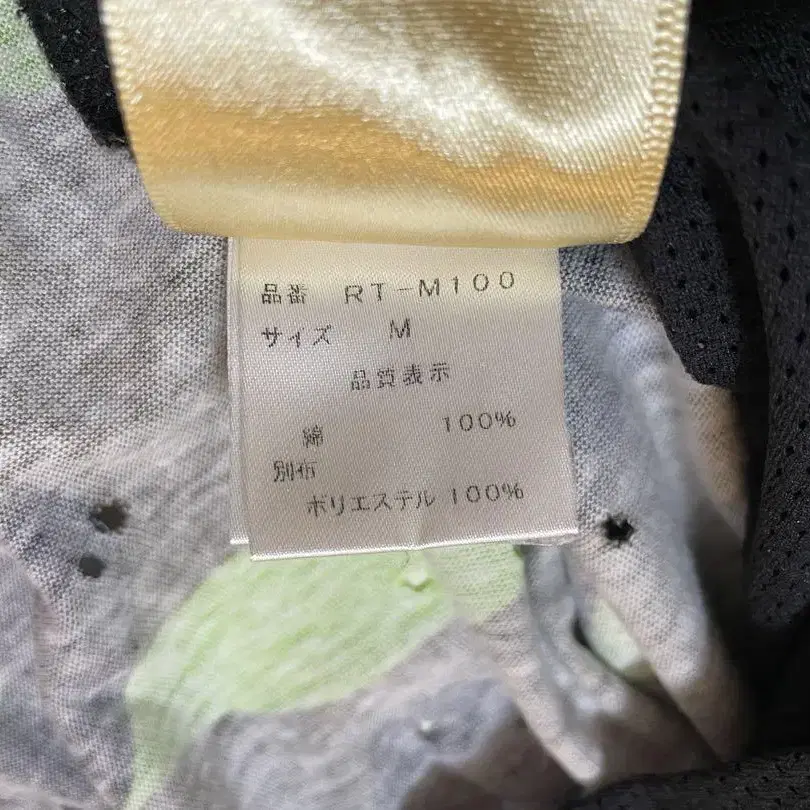 品番 RT-M100
サイズ M
品質表示
綿 100%
別布
ポリエステル 100%